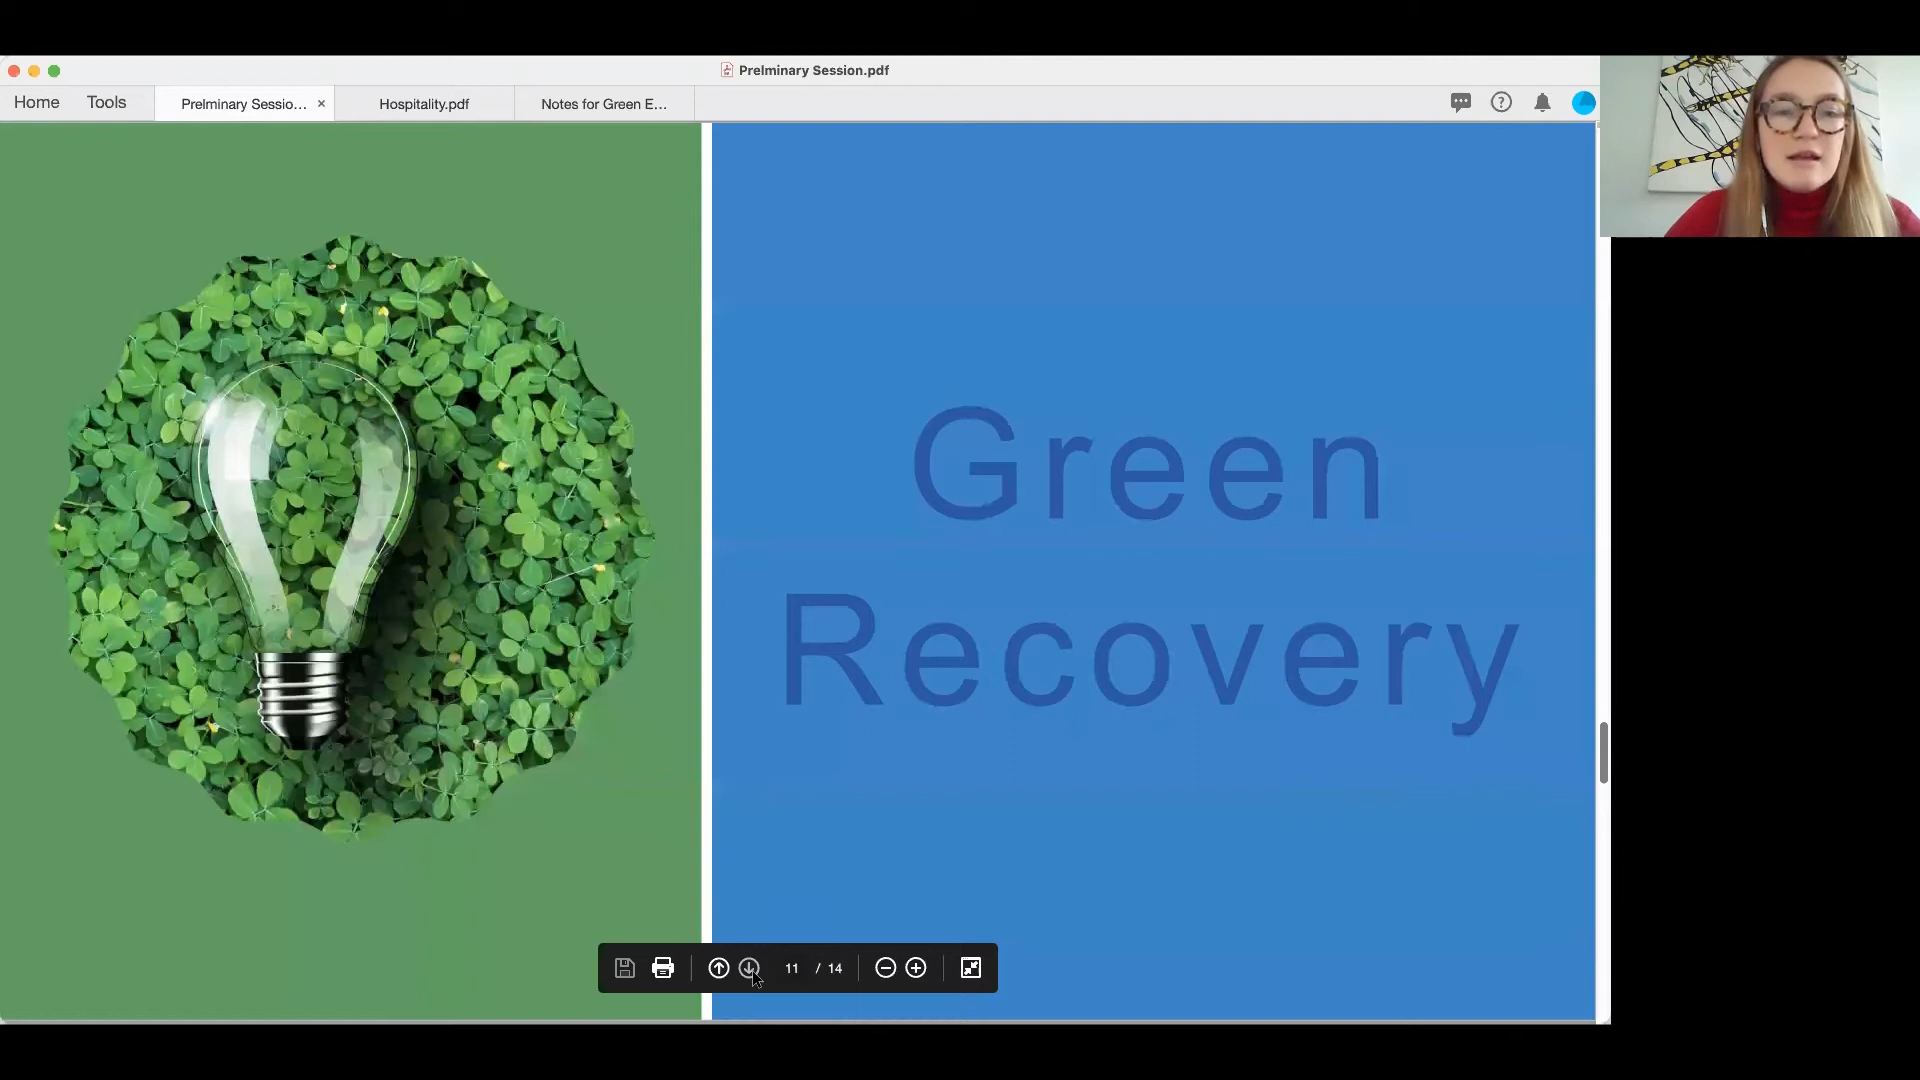 Prelminary Session.pdf
Home
Tools
Prelminary Sessio...
Hospitality.pdf
Notes for Green E...
Green
Recovery
11 / 14